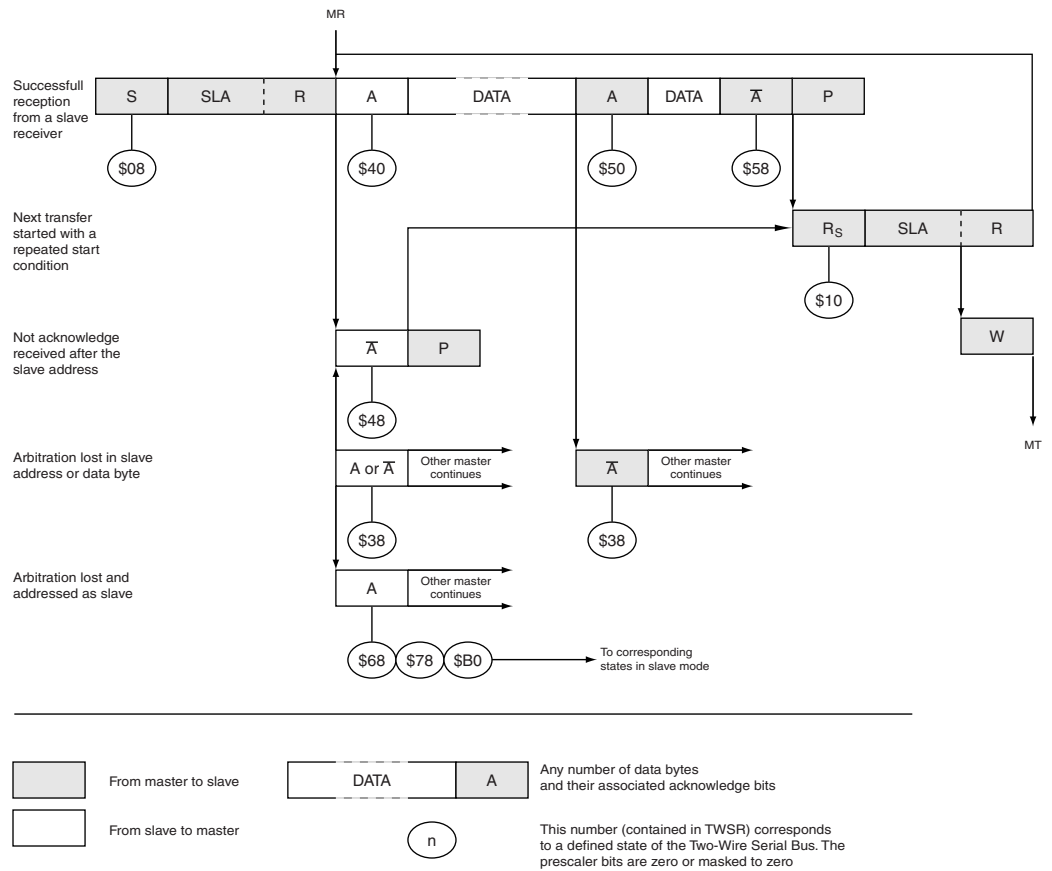 MR
Successfull
reception
from a slave
receiver
S SLA R A DATA A DATA A̅ P
$08 $40 $50 $58
Next transfer
started with a
repeated start
condition
RS SLA R
$10
Not acknowledge
received after the
slave address
A̅ P
W
$48
MT
Arbitration lost in slave
address or data byte
A or A̅ Other master
continues
A̅ Other master
continues
$38 $38
Arbitration lost and
addressed as slave
A Other master
continues
$68 $78 $B0
To corresponding
states in slave mode
From master to slave
DATA A
Any number of data bytes
and their associated acknowledge bits
From slave to master
n
This number (contained in TWSR) corresponds
to a defined state of the Two-Wire Serial Bus. The
prescaler bits are zero or masked to zero